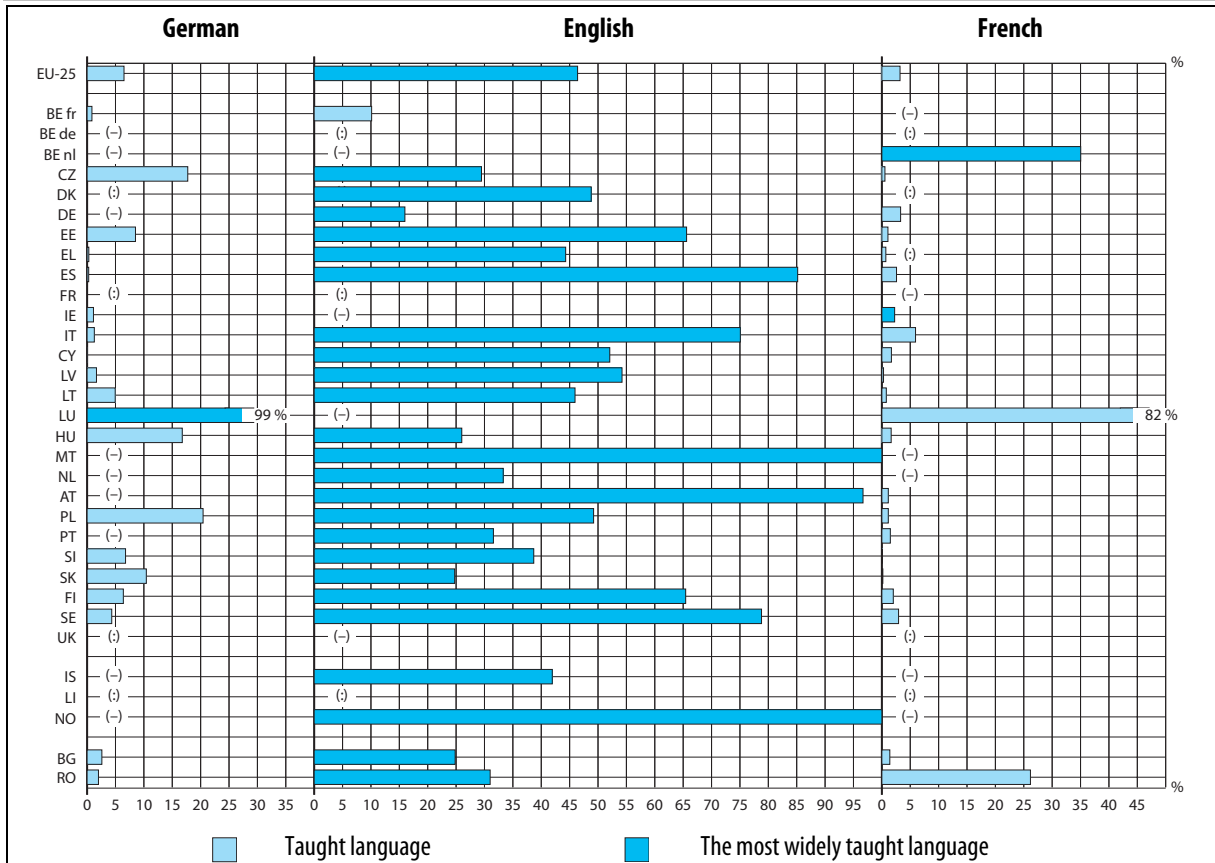 German English French
EU-25 %
BE fr (–)
BE de (–) (:) (:)
BE nl (–) (–)
CZ
DK (:) (:)
DE (–)
EE
EL (:)
ES
FR (:) (:) (–)
IE (–)
IT
CY
LV
LT
LU 99 % (–) 82 %
HU
MT (–) (–)
NL (–) (–)
AT (–)
PL
PT (–)
SI
SK
FI
SE
UK (:) (–) (:)
IS (–) (–)
LI (:) (:) (:)
NO (–) (–)
BG
RO %
0 5 10 15 20 25 30 35 0 5 10 15 20 25 30 35 40 45 50 55 60 65 70 75 80 85 90 95 0 5 10 15 20 25 30 35 40 45
Taught language The most widely taught language